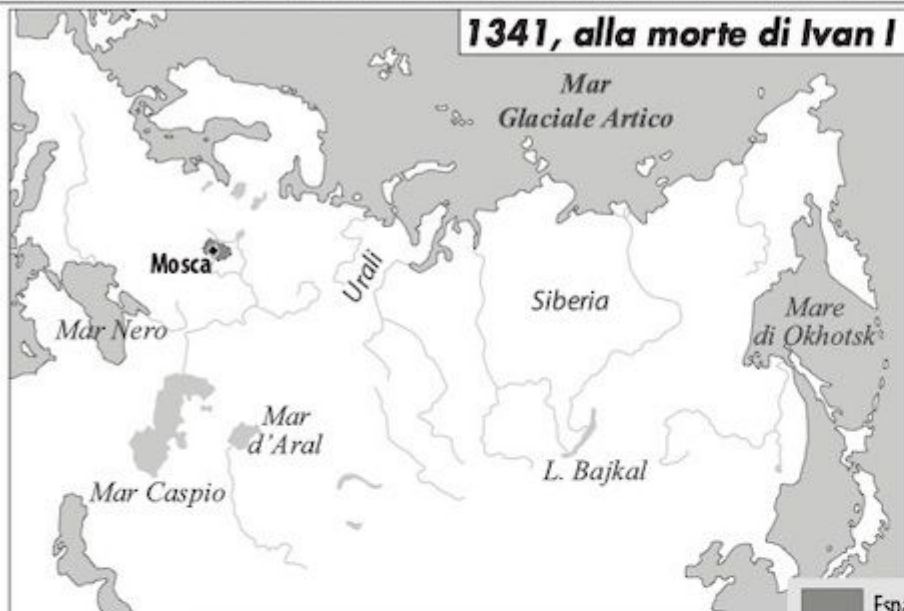 1341, alla morte di Ivan I
Mar
Glaciale Artico
Mosca
Urali
Siberia
Mar Nero
Mare
di Okhotsk
Mar
d'Aral
L. Bajkal
Mar Caspio